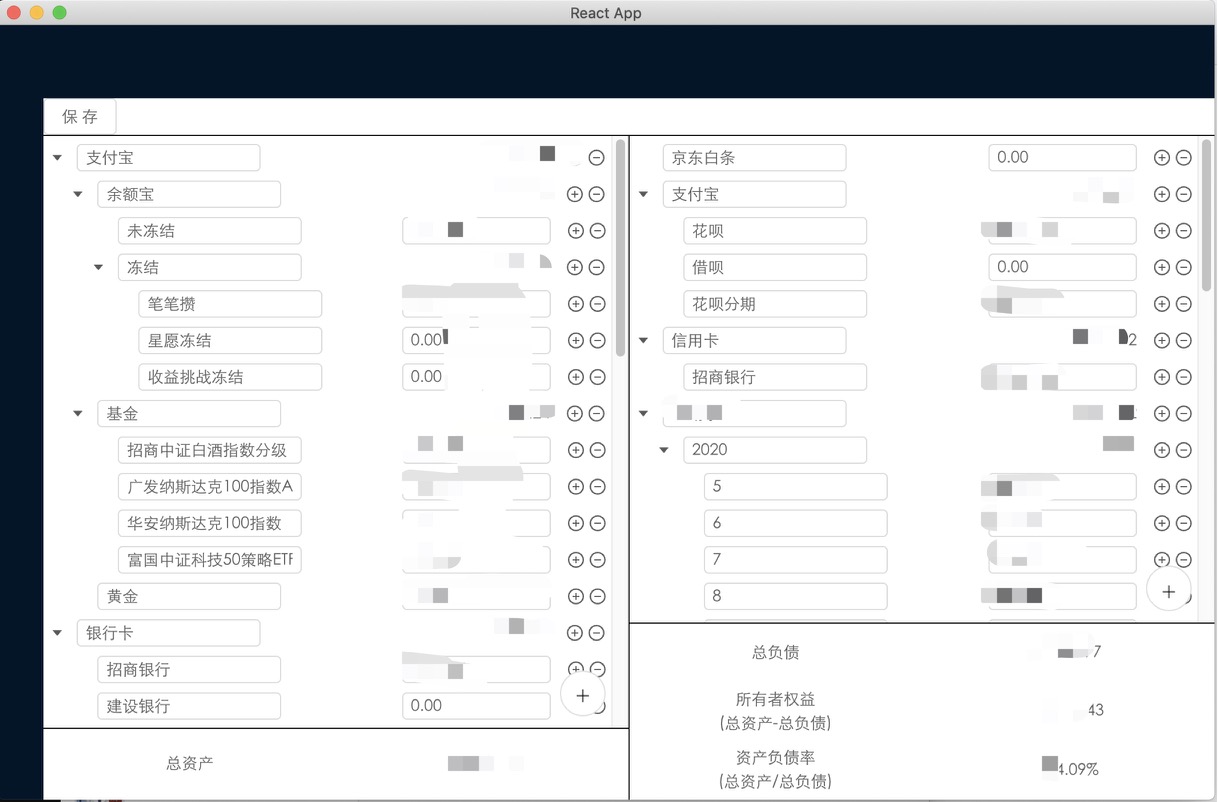 React App
保 存
支付宝
余额宝
未冻结
冻结
笔笔攒
星愿冻结
0.00
收益挑战冻结
0.00
基金
招商中证白酒指数分级
广发纳斯达克100指数A
华安纳斯达克100指数
富国中证科技50策略ETF
黄金
银行卡
招商银行
建设银行
0.00
总资产
京东白条
0.00
支付宝
花呗
借呗
0.00
花呗分期
信用卡
2
招商银行
2020
5
6
7
8
总负债
7
所有者权益
(总资产-总负债)
43
资产负债率
(总资产/总负债)
4.09%